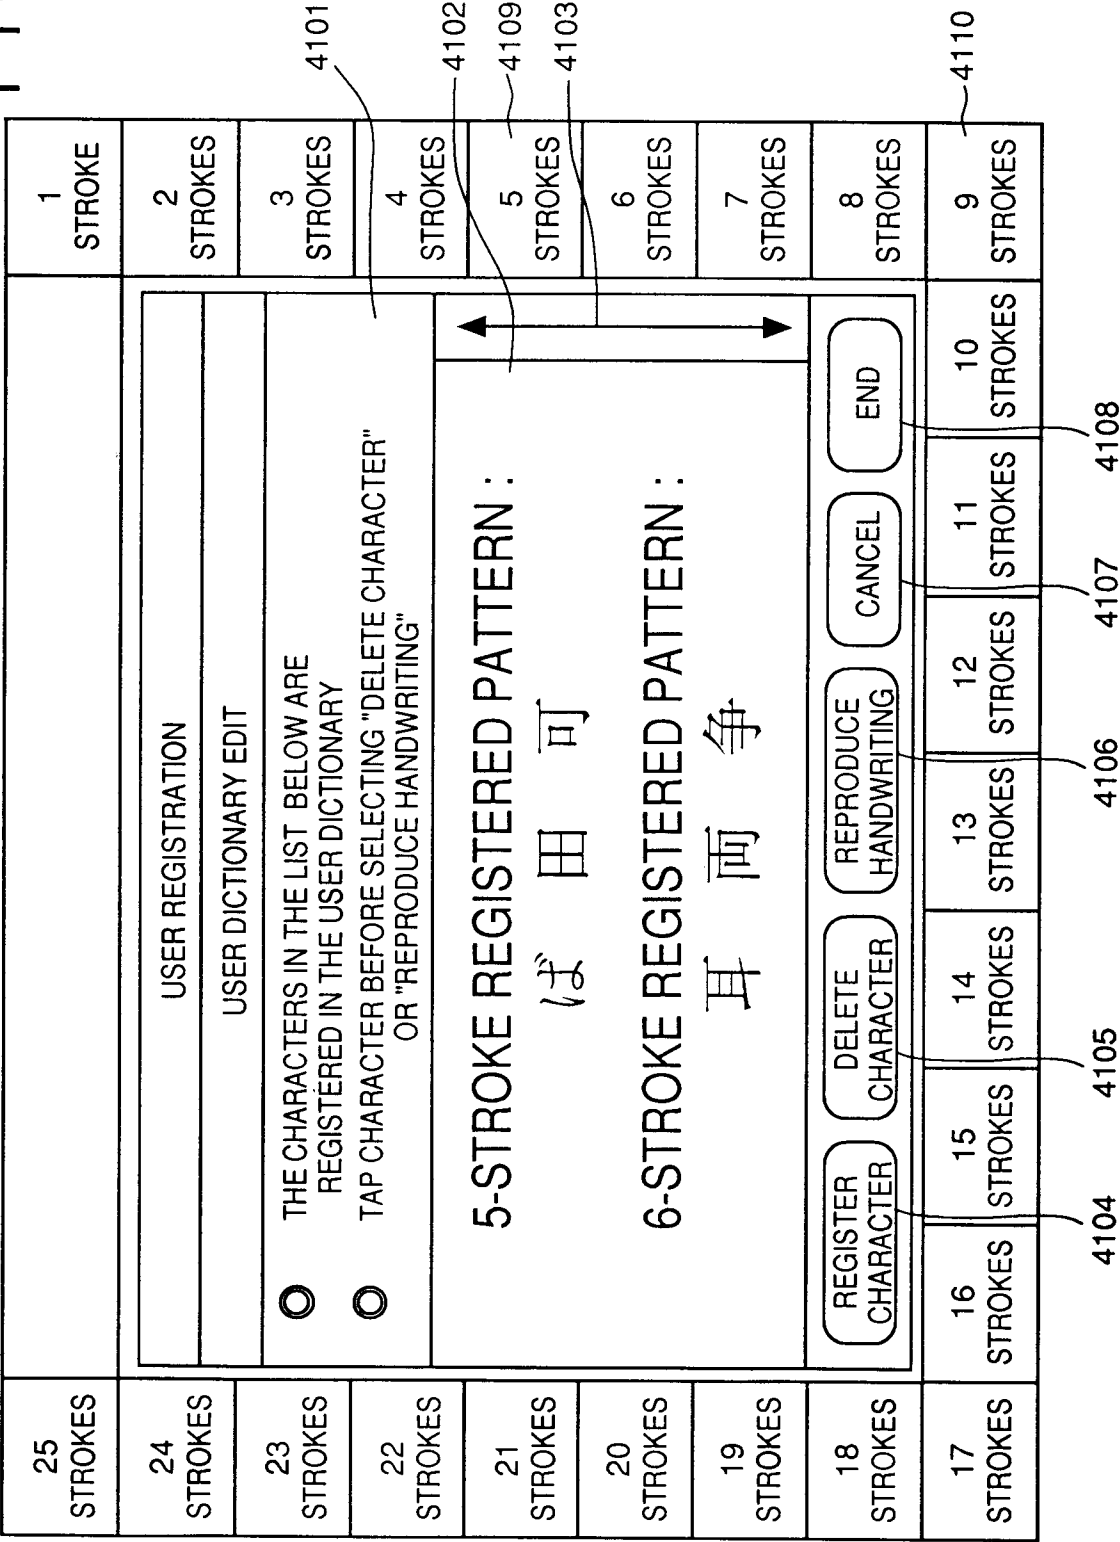 25 STROKES
1 STROKE
24 STROKES
USER REGISTRATION
2 STROKES
USER DICTIONARY EDIT
23 STROKES
THE CHARACTERS IN THE LIST BELOW ARE
REGISTERED IN THE USER DICTIONARY
3 STROKES
4101
22 STROKES
TAP CHARACTER BEFORE SELECTING "DELETE CHARACTER"
OR "REPRODUCE HANDWRITING"
4 STROKES
4102
21 STROKES
5-STROKE REGISTERED PATTERN :
ば 田 可
5 STROKES
4109
20 STROKES
6 STROKES
4103
19 STROKES
6-STROKE REGISTERED PATTERN :
耳 両 争
7 STROKES
18 STROKES
REGISTER CHARACTER
DELETE CHARACTER
REPRODUCE HANDWRITING
CANCEL
END
8 STROKES
17 STROKES
16 STROKES
15 STROKES
14 STROKES
13 STROKES
12 STROKES
11 STROKES
10 STROKES
9 STROKES
4110
4104
4105
4106
4107
4108